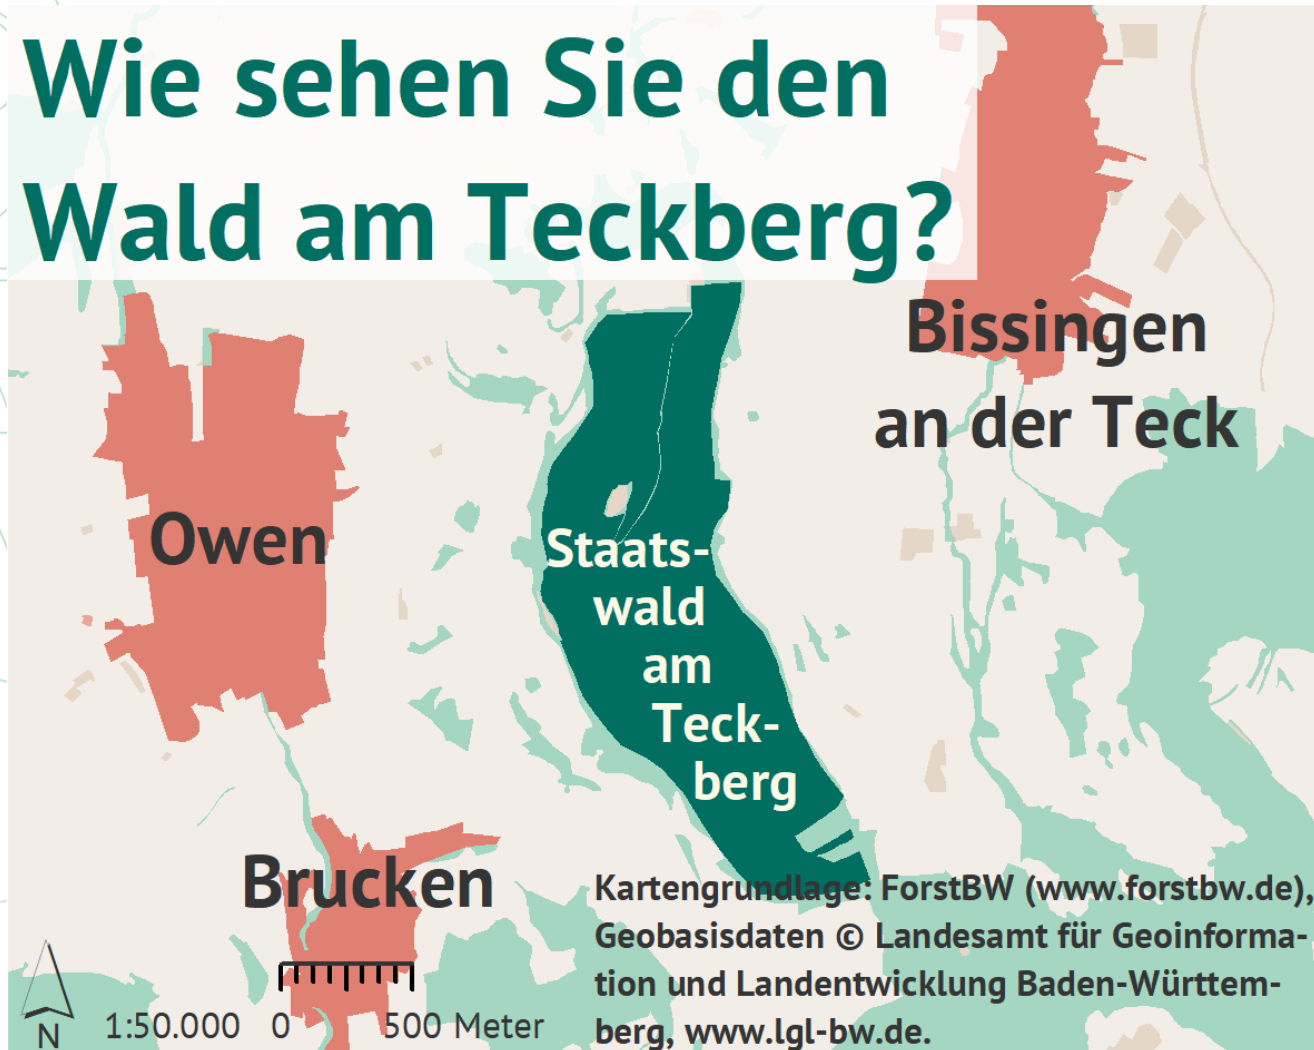 Wie sehen Sie den
Wald am Teckberg?
Bissingen
an der Teck
Owen
Staats-
wald
am
Teck-
berg
Brucken
Kartengrundlage: ForstBW (www.forstbw.de),
Geobasisdaten © Landesamt für Geoinforma-
tion und Landentwicklung Baden-Württem-
berg, www.lgl-bw.de.
N
1:50.000 0 500 Meter